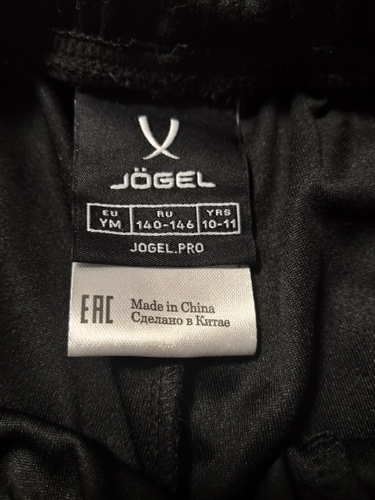 JÖGEL
EU RU YRS
YM 140-146 10-11
JOGEL.PRO
EAC Made in China
Сделано в Китае